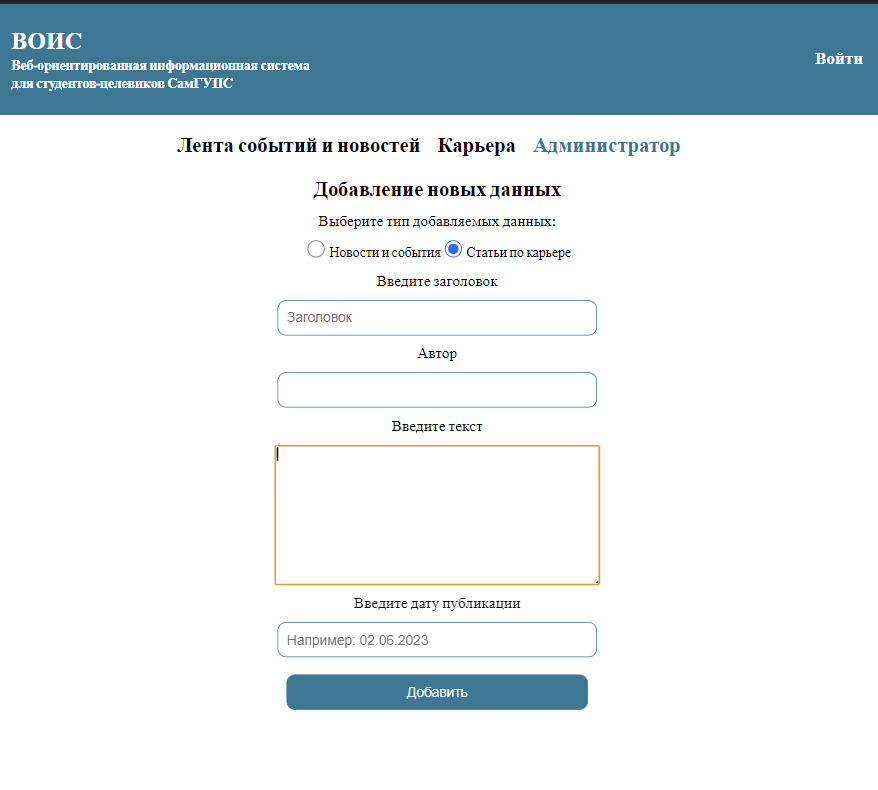 ВОИС
Веб-ориентированная информационная система
для студентов-целевиков СамГУПС
Войти
Лента событий и новостей Карьера Администратор
Добавление новых данных
Выберите тип добавляемых данных:
Новости и события Статьи по карьере
Введите заголовок
Заголовок
Автор
Введите текст
Введите дату публикации
Например: 02.06.2023
Добавить